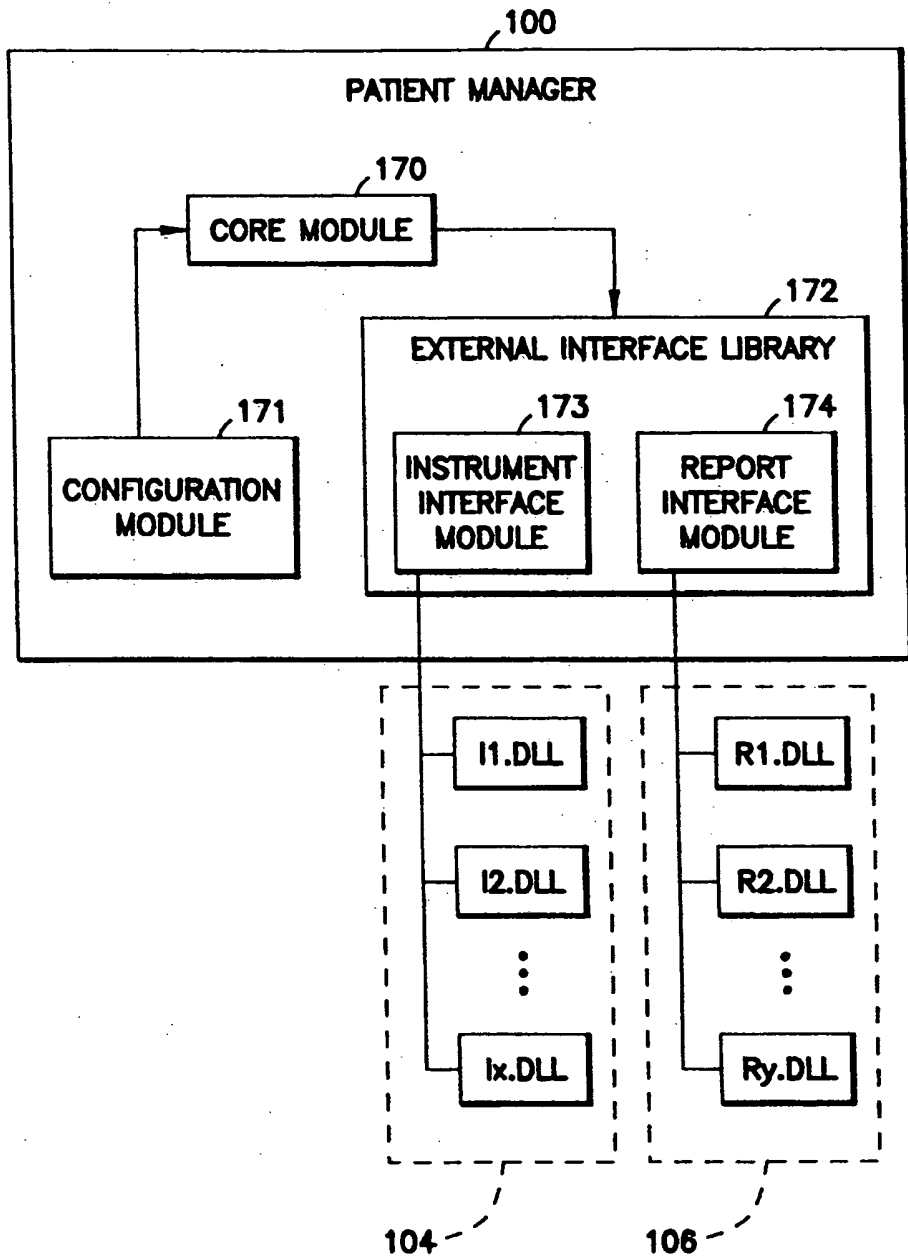 100
PATIENT MANAGER
170
CORE MODULE
172
EXTERNAL INTERFACE LIBRARY
171
CONFIGURATION
MODULE
173
INSTRUMENT
INTERFACE
MODULE
174
REPORT
INTERFACE
MODULE
I1.DLL
R1.DLL
I2.DLL
R2.DLL
Ix.DLL
Ry.DLL
104
106